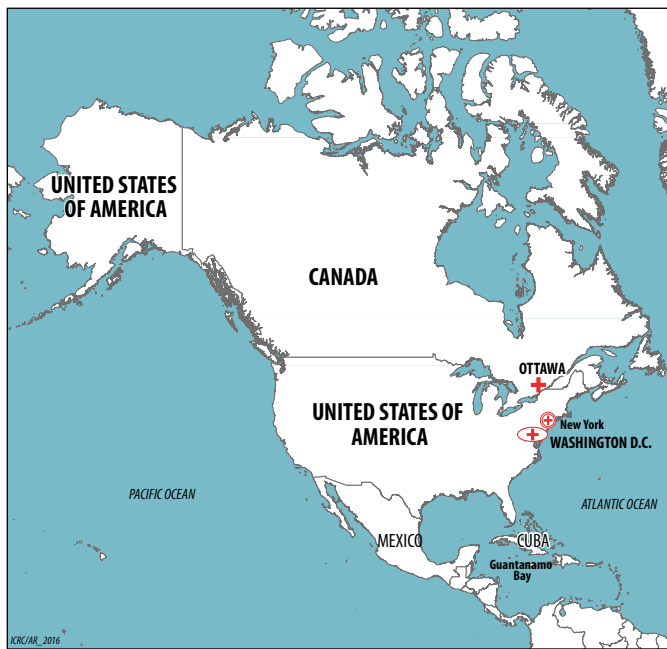 UNITED STATES
OF AMERICA
CANADA
OTTAWA
UNITED STATES OF
AMERICA
New York
WASHINGTON D.C.
PACIFIC OCEAN
ATLANTIC OCEAN
MEXICO
CUBA
Guantanamo
Bay
ICRC/AR_2016